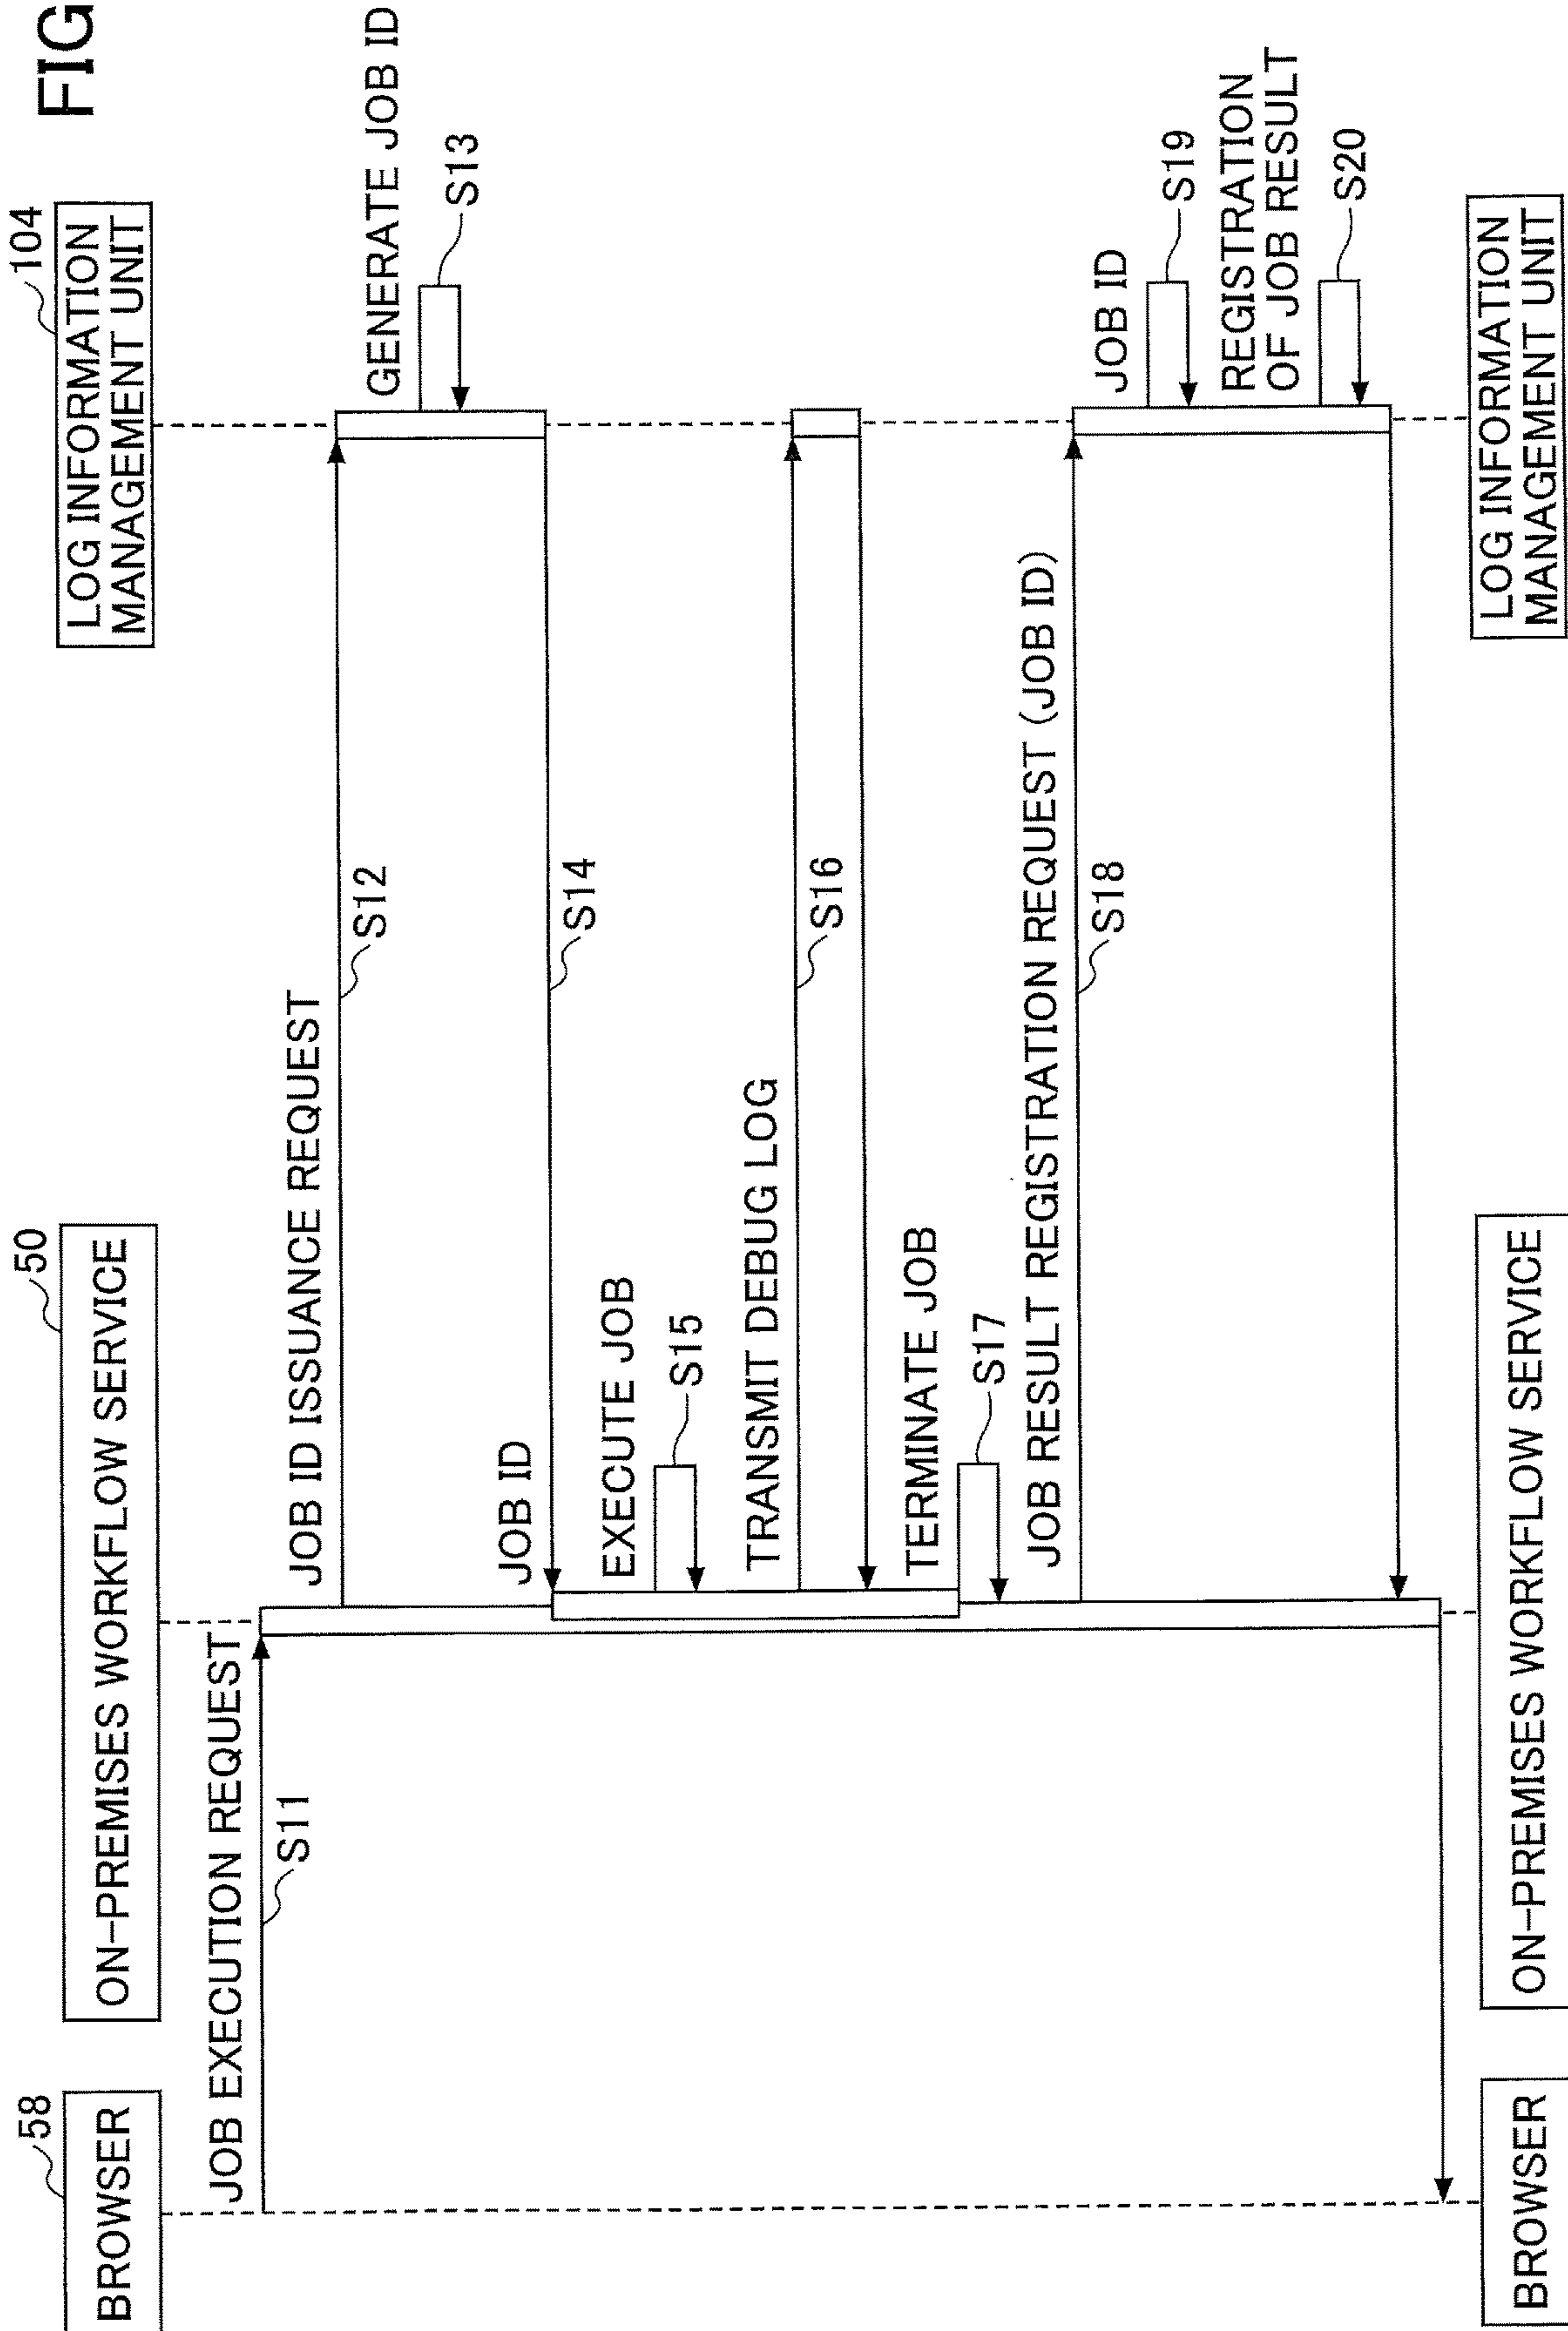 FIG
58
BROWSER
50
ON-PREMISES WORKFLOW SERVICE
104
LOG INFORMATION
MANAGEMENT UNIT
JOB EXECUTION REQUEST
S11
JOB ID ISSUANCE REQUEST
S12
GENERATE JOB ID
S13
JOB ID
S14
EXECUTE JOB
S15
TRANSMIT DEBUG LOG
S16
TERMINATE JOB
S17
JOB RESULT REGISTRATION REQUEST (JOB ID)
S18
JOB ID
S19
REGISTRATION
OF JOB RESULT
S20
BROWSER
ON-PREMISES WORKFLOW SERVICE
LOG INFORMATION
MANAGEMENT UNIT